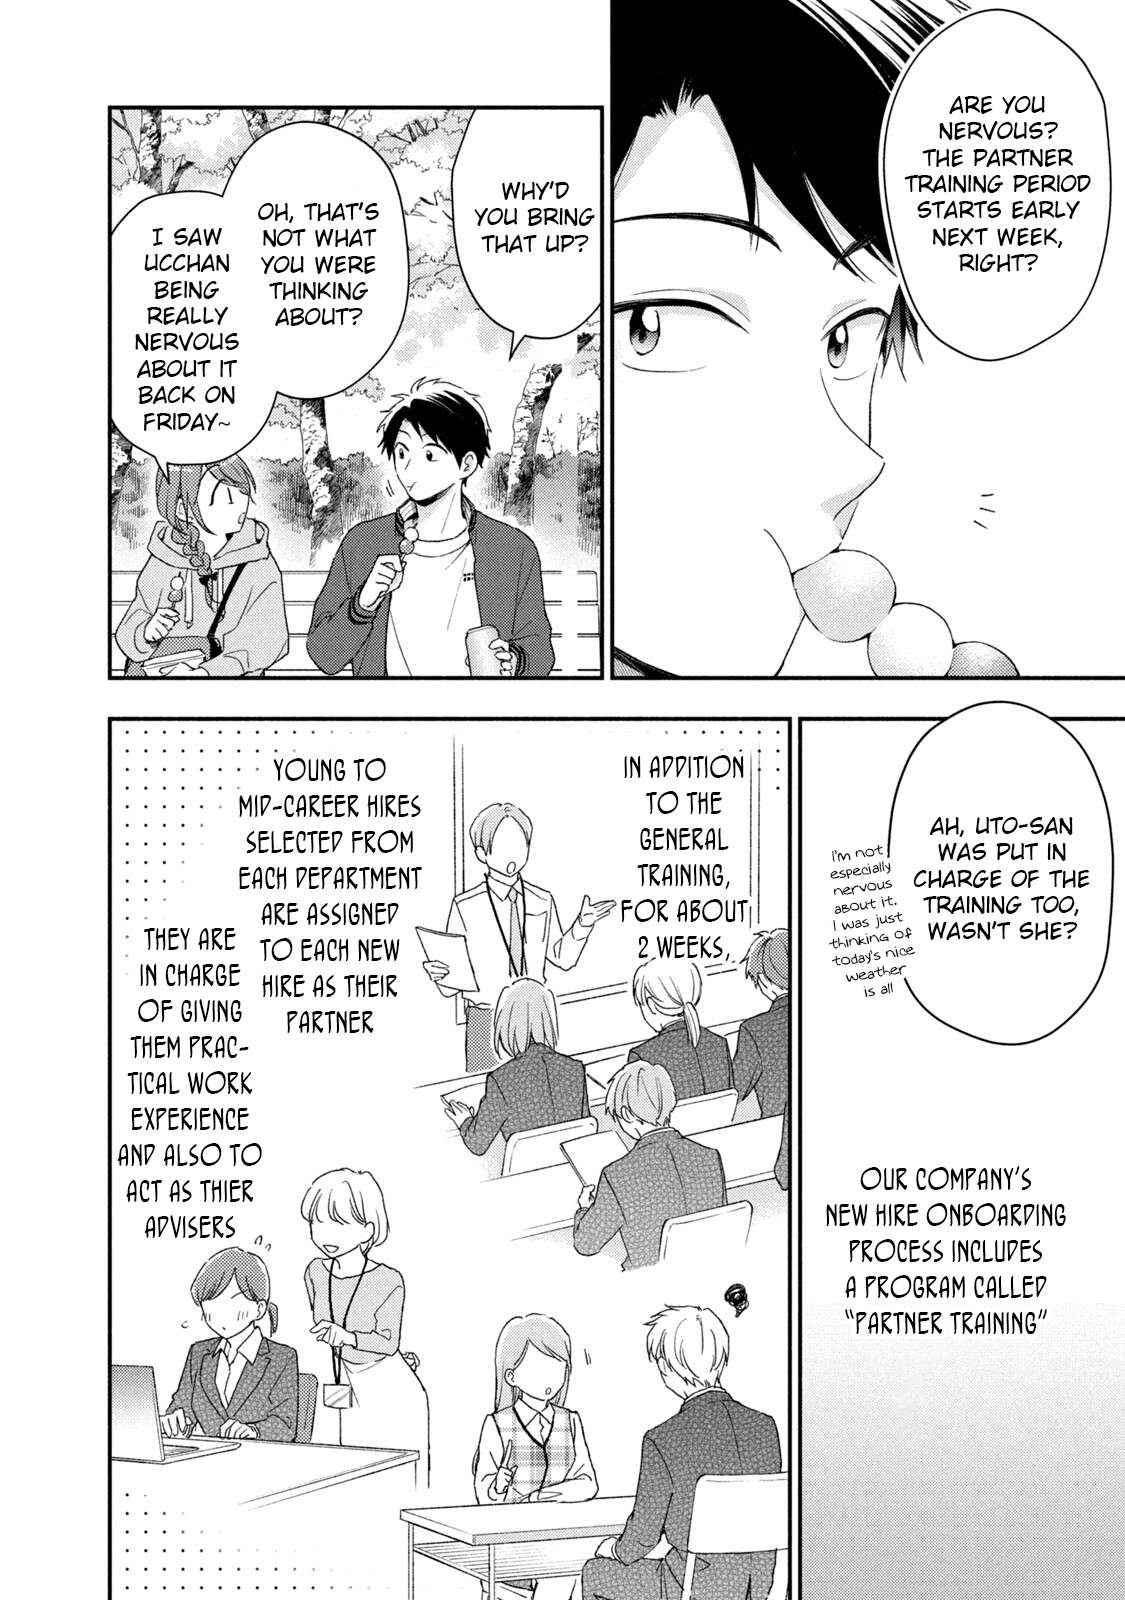 ARE YOU
NERVOUS?
THE PARTNER
TRAINING PERIOD
STARTS EARLY
NEXT WEEK,
RIGHT?
WHY'D
YOU BRING
THAT UP?
OH, THAT'S
NOT WHAT
YOU WERE
THINKING
ABOUT?
I SAW
UCCHAN
BEING
REALLY
NERVOUS
ABOUT IT
BACK ON
FRIDAY~
AH, UTO-SAN
WAS PUT IN
CHARGE OF THE
TRAINING TOO,
WASN'T SHE?
I'm not
especially
nervous
about it.
I was just
thinking of
today's nice
weather
is all
OUR COMPANY'S
NEW HIRE ONBOARDING
PROCESS INCLUDES
A PROGRAM CALLED
"PARTNER TRAINING"
IN ADDITION
TO THE
GENERAL
TRAINING,
FOR ABOUT
2 WEEKS,
YOUNG TO
MID-CAREER HIRES
SELECTED FROM
EACH DEPARTMENT
ARE ASSIGNED
TO EACH NEW
HIRE AS THEIR
PARTNER
THEY ARE
IN CHARGE
OF GIVING
THEM PRAC-
TICAL WORK
EXPERIENCE
AND ALSO TO
ACT AS THIER
ADVISERS